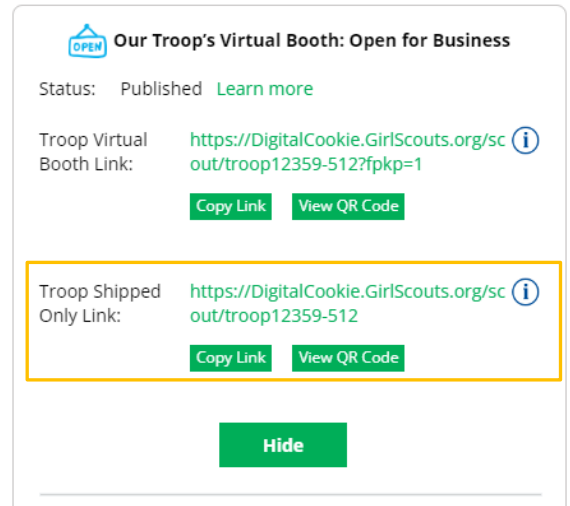 OPEN Our Troop's Virtual Booth: Open for Business
Status: Published Learn more
Troop Virtual https://DigitalCookie.GirlScouts.org/sc i
Booth Link: out/troop12359-512?fpkp=1
Copy Link View QR Code
Troop Shipped https://DigitalCookie.GirlScouts.org/sc i
Only Link: out/troop12359-512
Copy Link View QR Code
Hide